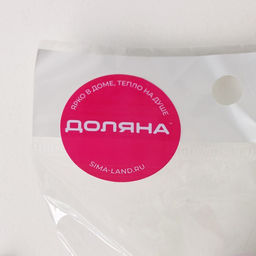 ЯРКО В ДОМЕ, ТЕПЛО НА ДУШЕ
ДОЛЯНА
SIMA-LAND.RU